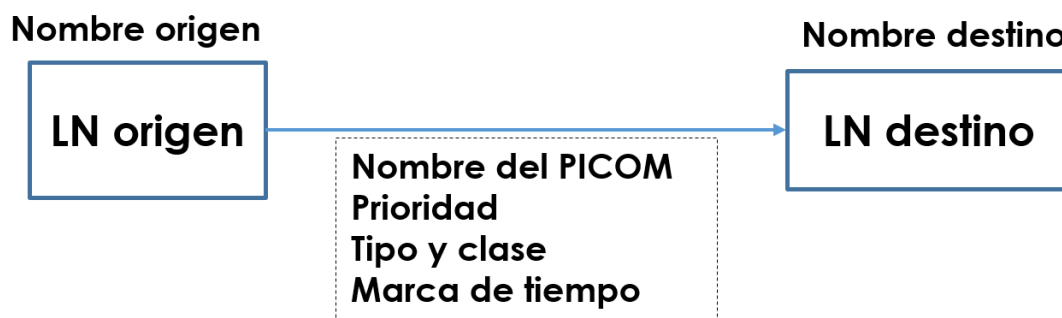 Nombre origen
Nombre destino
LN origen
LN destino
Nombre del PICOM
Prioridad
Tipo y clase
Marca de tiempo